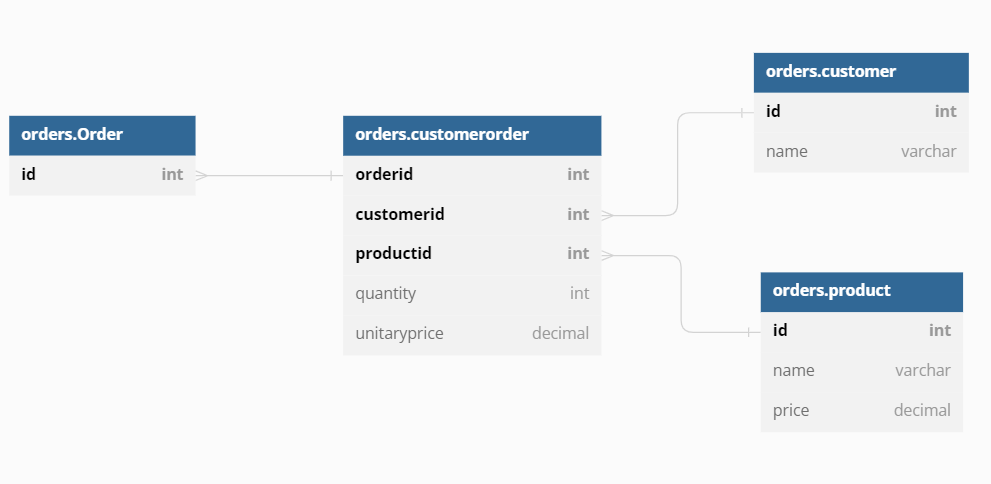 orders.Order
id int
orders.customerorder
orderid int
customerid int
productid int
quantity int
unitaryprice decimal
orders.customer
id int
name varchar
orders.product
id int
name varchar
price decimal